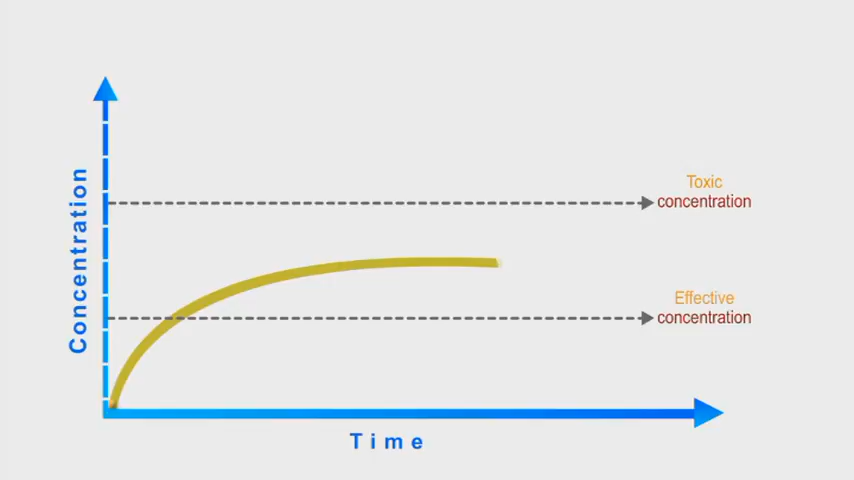 Toxic
concentration
Concentration
Effective
concentration
Time